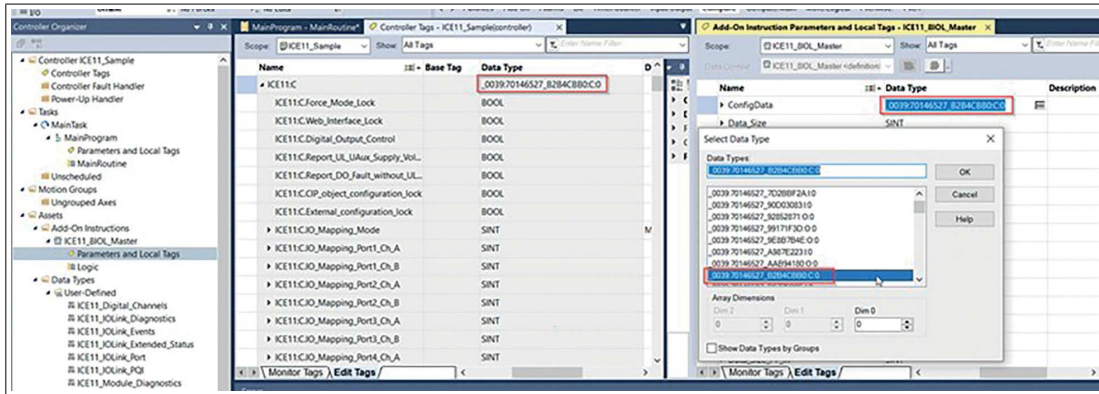 Controller Organizer
Controller ICE11_Sample
Controller Tags
Controller Fault Handler
Power-Up Handler
Tasks
MainTask
MainProgram
Parameters and Local Tags
MainRoutine
Unscheduled
Motion Groups
Ungrouped Axes
Assets
Add-On Instructions
ICE11_BIOL_Master
Parameters and Local Tags
Logic
Data Types
User-Defined
ICE11_Digital_Channels
ICE11_IOLink_Diagnostics
ICE11_IOLink_Events
ICE11_IOLink_Extended_Status
ICE11_IOLink_Port
ICE11_IOLink_PQI
ICE11_Module_Diagnostics
MainProgram - MainRoutine*
Controller Tags - ICE11_Sample(controller)
Scope: ICE11_Sample Show: All Tags Enter Name Filter...
Name Base Tag Data Type
ICE11:C _0039:70146527_B2B4CBB0:C:0
ICE11:C.Force_Mode_Lock BOOL
ICE11:C.Web_Interface_Lock BOOL
ICE11:C.Digital_Output_Control BOOL
ICE11:C.Report_UL_UAux_Supply_Vol... BOOL
ICE11:C.Report_DO_Fault_without_UL... BOOL
ICE11:C.CIP_object_configuration_lock BOOL
ICE11:C.External_configuration_lock BOOL
ICE11:C.IO_Mapping_Mode SINT
ICE11:C.IO_Mapping_Port1_Ch_A SINT
ICE11:C.IO_Mapping_Port1_Ch_B SINT
ICE11:C.IO_Mapping_Port2_Ch_A SINT
ICE11:C.IO_Mapping_Port2_Ch_B SINT
ICE11:C.IO_Mapping_Port3_Ch_A SINT
ICE11:C.IO_Mapping_Port3_Ch_B SINT
ICE11:C.IO_Mapping_Port4_Ch_A SINT
Monitor Tags Edit Tags
Add-On Instruction Parameters and Local Tags - ICE11_BIOL_Master
Scope: ICE11_BIOL_Master Show: All Tags Enter Name Filter
Data Context: ICE11_BIOL_Master <definition>
Name Data Type Description
ConfigData _0039:70146527_B2B4CBB0:C:0
Data_Size SINT
Select Data Type
Data Types:
_0039:70146527_B2B4CBB0:C:0
OK
Cancel
Help
_0039:70146527_7D2BBF2A:I:0
_0039:70146527_90D03083:I:0
_0039:70146527_92852871:O:0
_0039:70146527_99171F3D:O:0
_0039:70146527_9E8B7B4E:O:0
_0039:70146527_A987E223:I:0
_0039:70146527_AAB94180:O:0
_0039:70146527_B2B4CBB0:C:0
Array Dimensions
Dim 2 Dim 1 Dim 0
0 0 0
Show Data Types by Groups
Monitor Tags Edit Tags